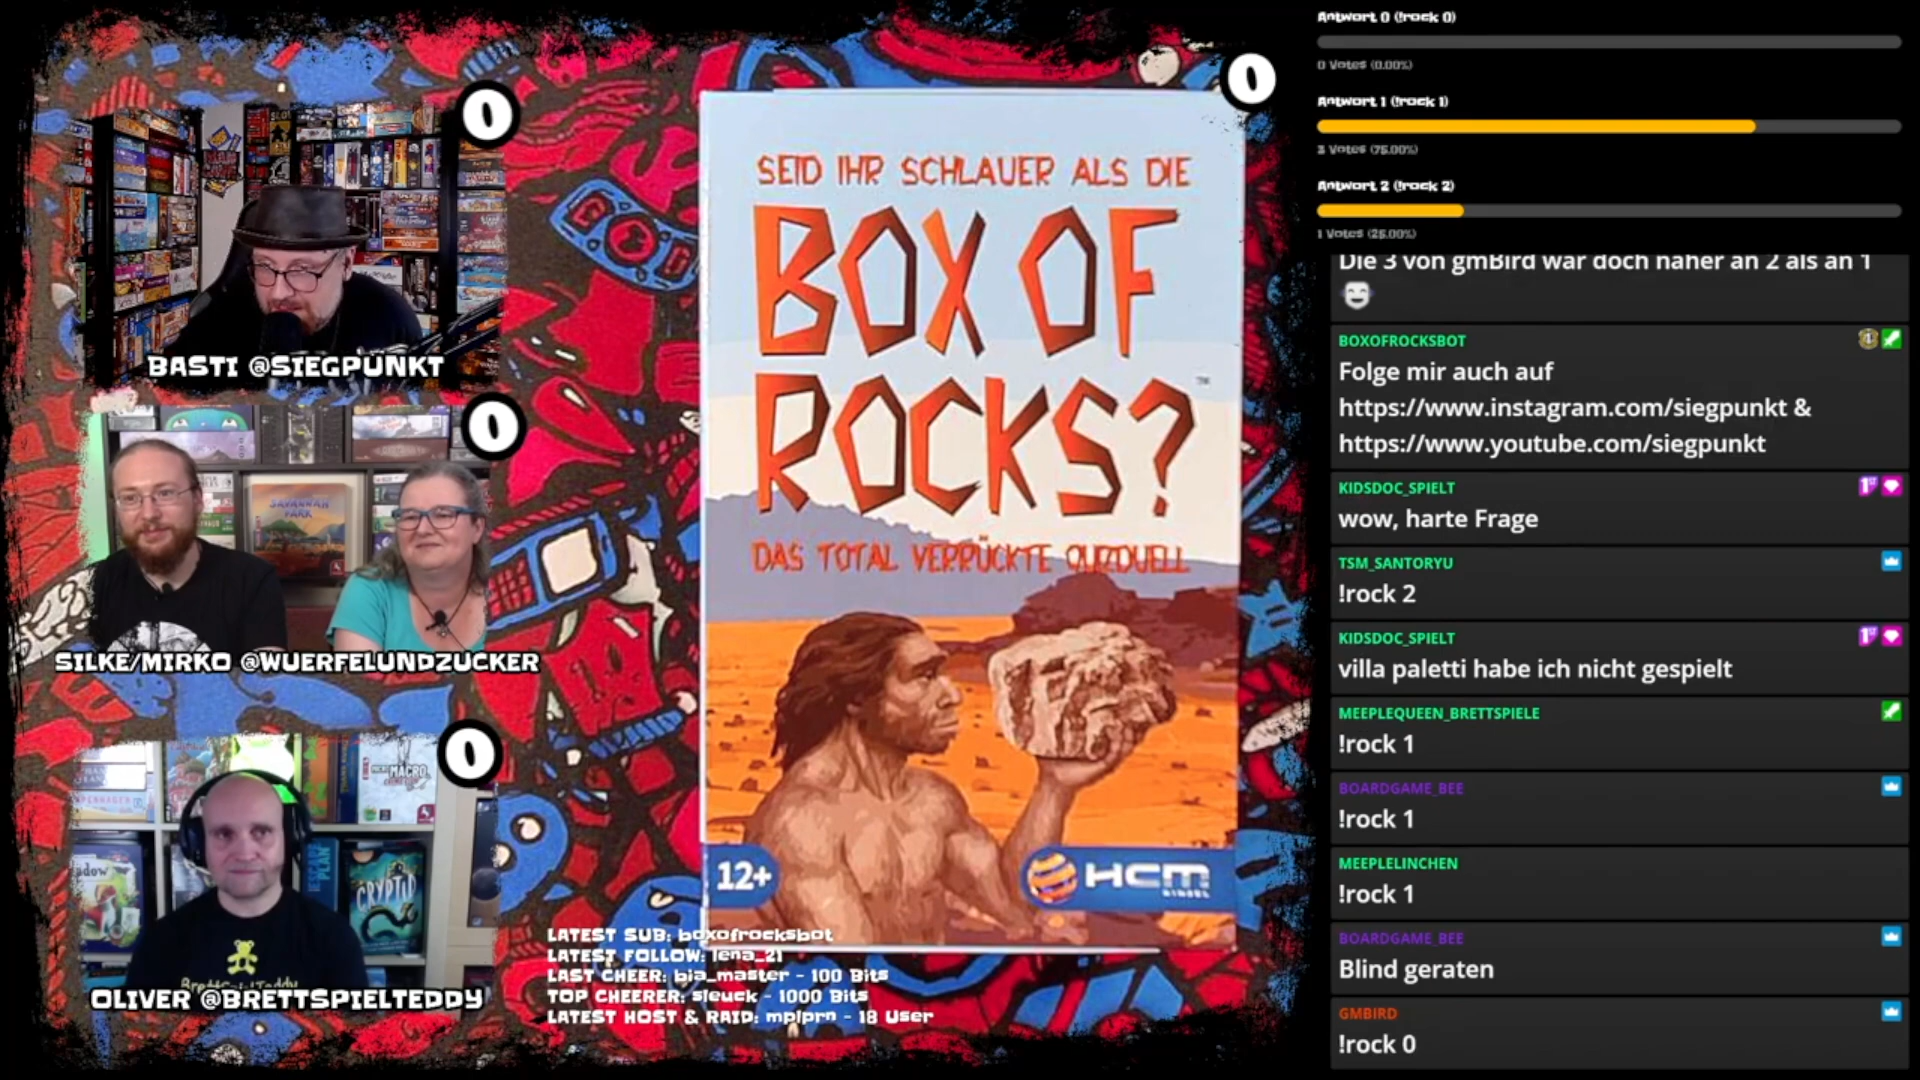 Antwort 0 (!rock 0)
0 Votes (0.00%)
Antwort 1 (!rock 1)
3 Votes (75.00%)
Antwort 2 (!rock 2)
1 Votes (25.00%)
Die 3 von gmBird war doch näher an 2 als an 1
BOXOFROCKSBOT
Folge mir auch auf
https://www.instagram.com/siegpunkt &
https://www.youtube.com/siegpunkt
KIDSDOC_SPIELT
wow, harte Frage
TSM_SANTORYU
!rock 2
KIDSDOC_SPIELT
villa paletti habe ich nicht gespielt
MEEPLEQUEEN_BRETTSPIELE
!rock 1
BOARDGAME_BEE
!rock 1
MEEPLELINCHEN
!rock 1
BOARDGAME_BEE
Blind geraten
GMBIRD
!rock 0
0
BASTI @SIEGPUNKT
0
SAVANNAH
PARK
SILKE/MIRKO @WUERFELUNDZUCKER
0
MACRO
CRYPTID
BrettSpielTeddy
OLIVER @BRETTSPIELTEDDY
0
SEID IHR SCHLAUER ALS DIE
BOX OF
ROCKS?
DAS TOTAL VERRÜCKTE QUIZDUELL
12+
HCM
KINZEL
LATEST SUB: boxofrocksbot
LATEST FOLLOW: lena_21
LAST CHEER: bia_master - 100 Bits
TOP CHEERER: sleuck - 1000 Bits
LATEST HOST & RAID: mplprn - 18 User